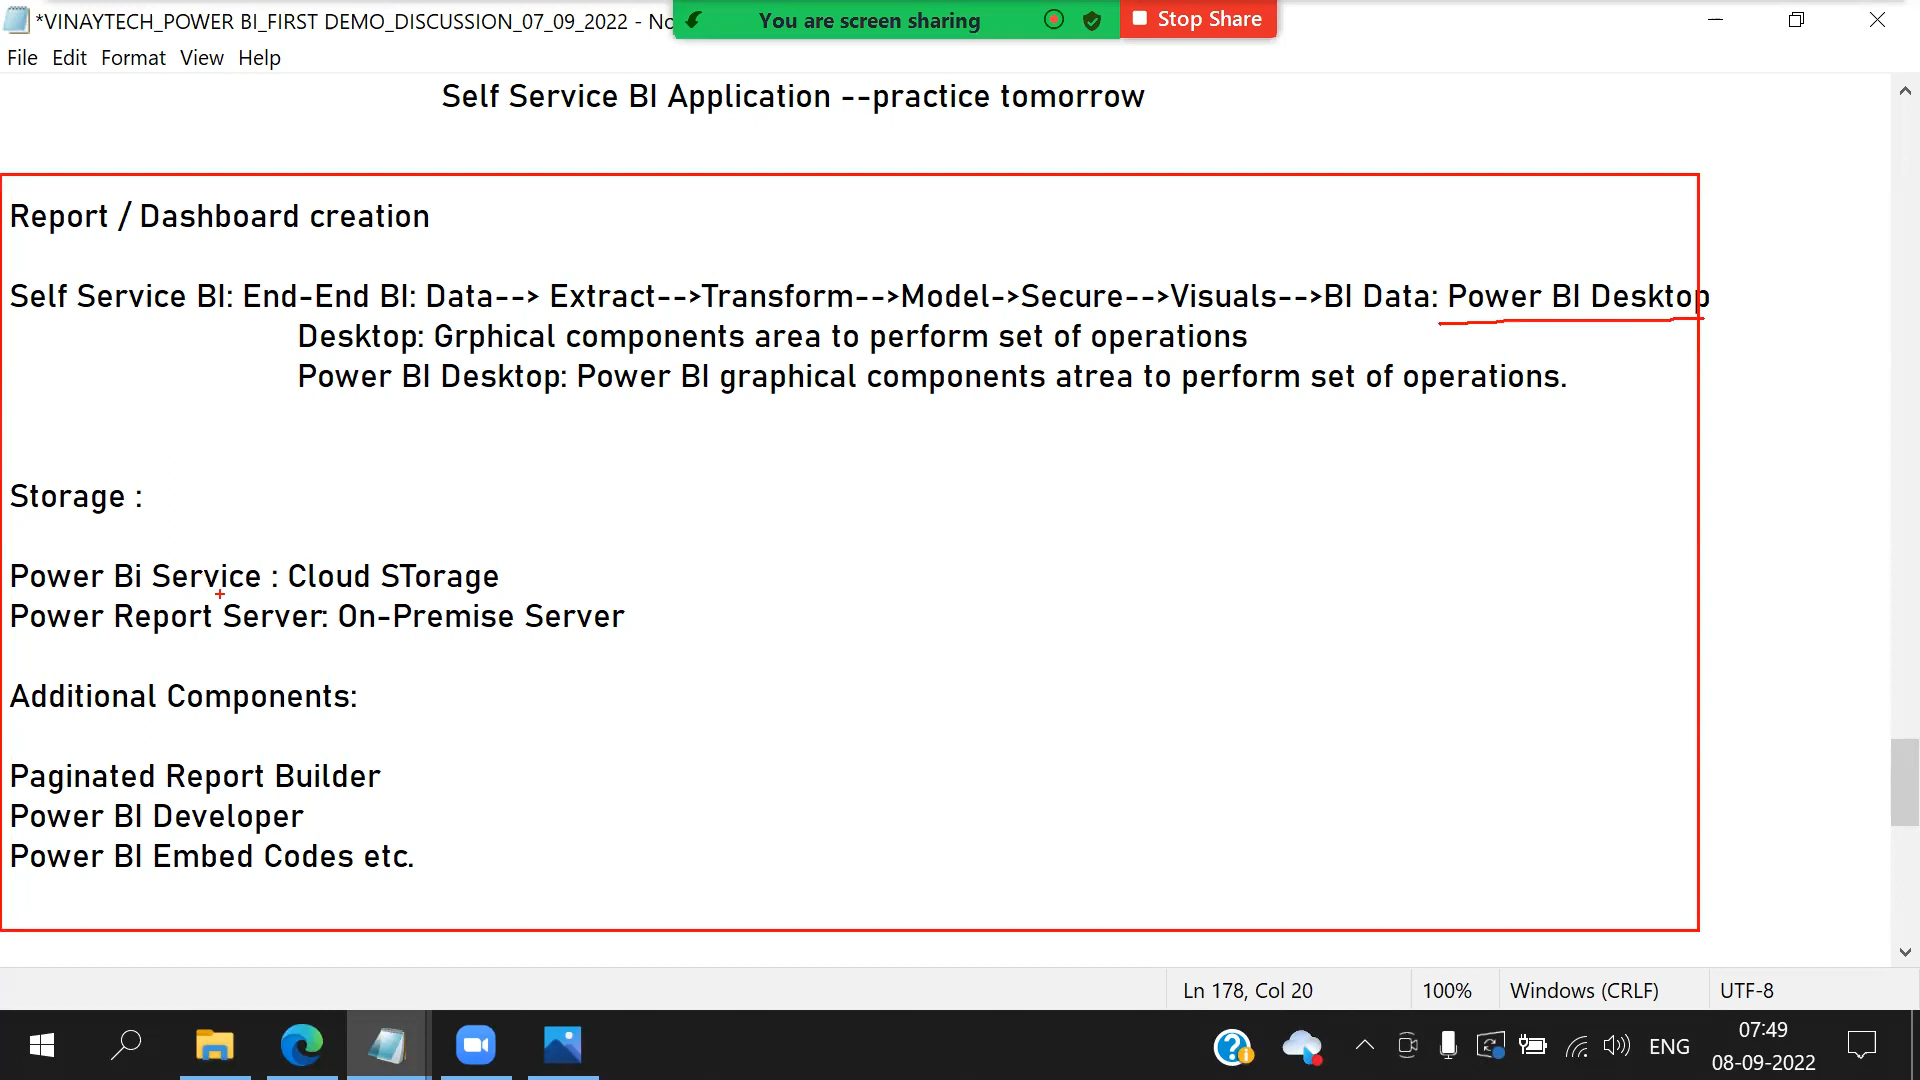 *VINAYTECH_POWER BI_FIRST DEMO_DISCUSSION_07_09_2022 - No
You are screen sharing
Stop Share
File Edit Format View Help
Self Service BI Application --practice tomorrow
Report / Dashboard creation
Self Service BI: End-End BI: Data--> Extract-->Transform-->Model->Secure-->Visuals-->BI Data: Power BI Desktop
Desktop: Grphical components area to perform set of operations
Power BI Desktop: Power BI graphical components atrea to perform set of operations.
Storage :
Power Bi Service : Cloud STorage
Power Report Server: On-Premise Server
Additional Components:
Paginated Report Builder
Power BI Developer
Power BI Embed Codes etc.
Ln 178, Col 20
100%
Windows (CRLF)
UTF-8
ENG
07:49
08-09-2022